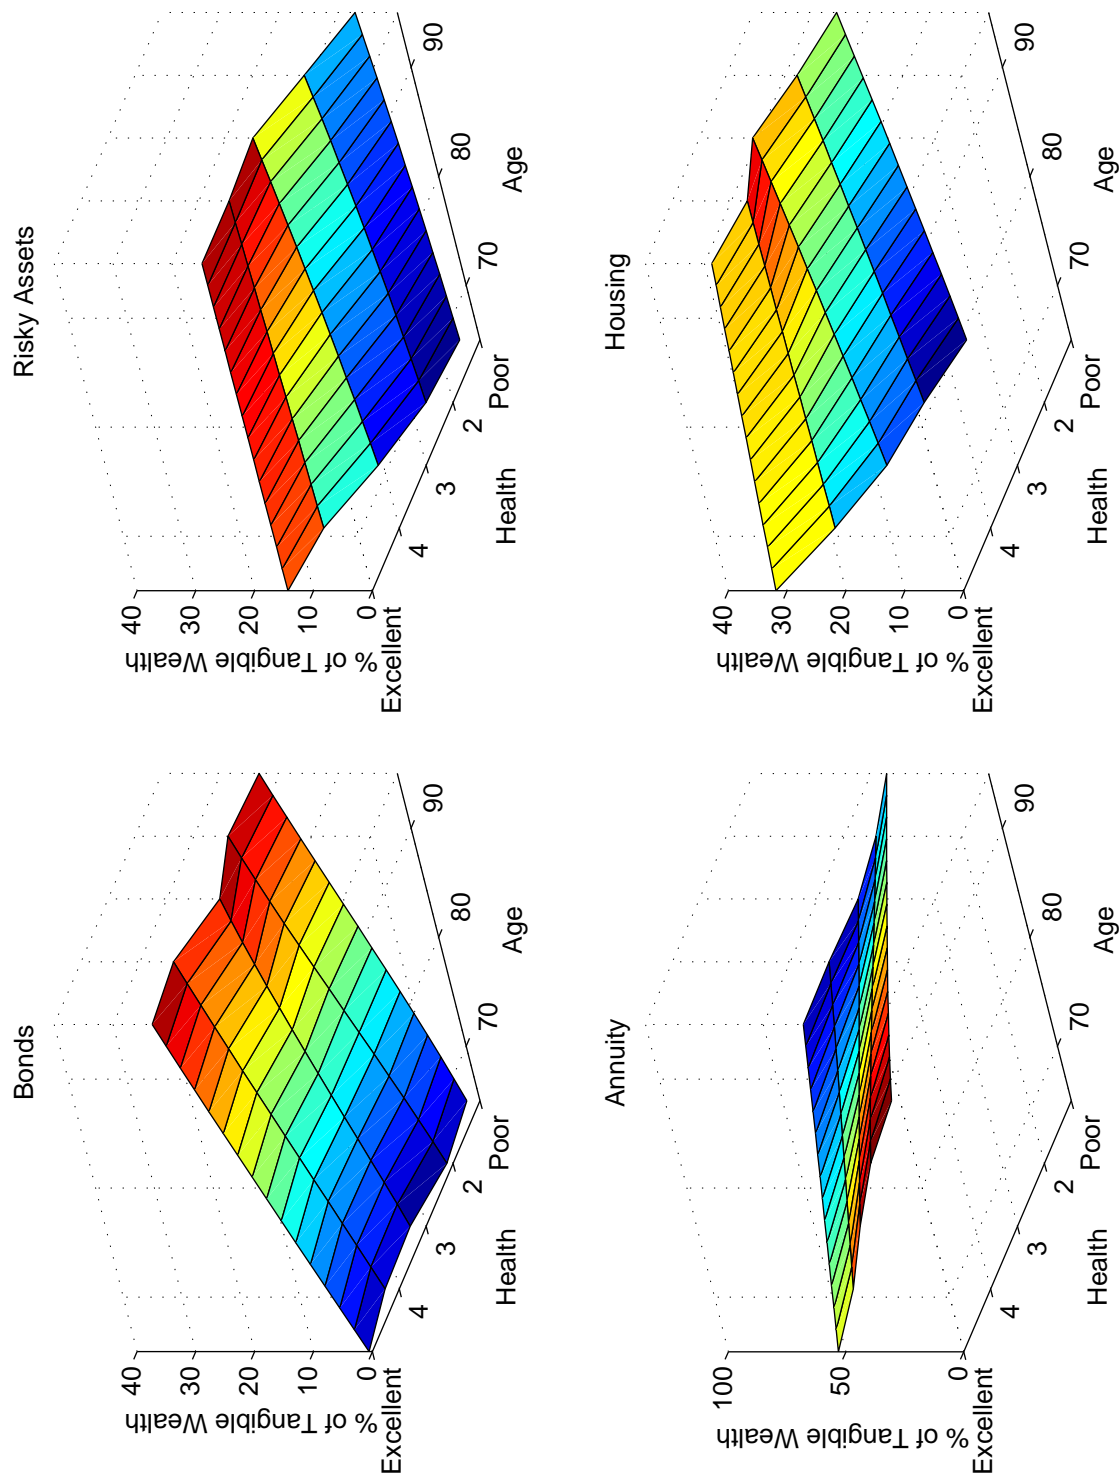 Bonds
% of Tangible Wealth
40
30
20
10
0
Excellent
4
3
2
Poor
Health
70
80
90
Age
Risky Assets
% of Tangible Wealth
40
30
20
10
0
Excellent
4
3
2
Poor
Health
70
80
90
Age
Annuity
% of Tangible Wealth
100
50
0
Excellent
4
3
2
Poor
Health
70
80
90
Age
Housing
% of Tangible Wealth
40
30
20
10
0
Excellent
4
3
2
Poor
Health
70
80
90
Age